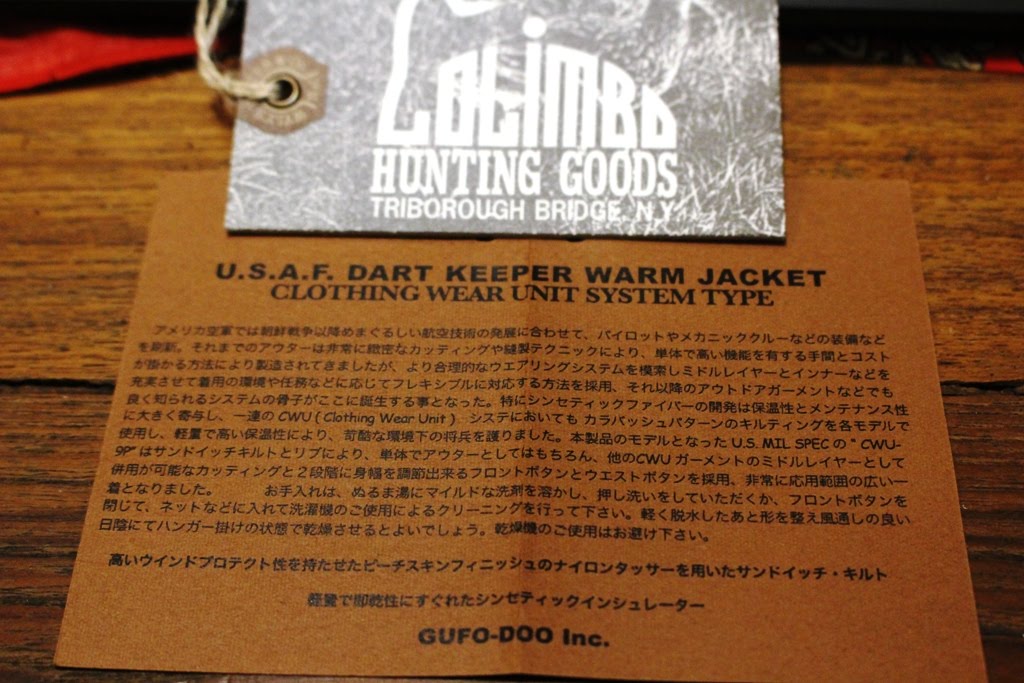 COLIMBO
HUNTING GOODS
TRIBOROUGH BRIDGE, N.Y.
U.S.A.F. DART KEEPER WARM JACKET
CLOTHING WEAR UNIT SYSTEM TYPE
アメリカ空軍では朝鮮戦争以降めまぐるしい航空技術の発展に合わせて、パイロットやメカニッククルーなどの装備など
を刷新。それまでのアウターは非常に緻密なカッティングや縫製テクニックにより、単体で高い機能を有する手間とコスト
が掛かる方法により製造されてきましたが、より合理的なウエアリングシステムを模索しミドルレイヤーとインナーなどを
充実させて着用の環境や任務などに応じてフレキシブルに対応する方法を採用、それ以降のアウトドアガーメントなどでも
良く知られるシステムの骨子がここに誕生する事となった。特にシンセティックファイバーの開発は保温性とメンテナンス性
に大きく寄与し、一連の CWU ( Clothing Wear Unit ) システにおいても カラバッシュパターンのキルティングを各モデルで
使用し、軽量で高い保温性により、苛酷な環境下の将兵を護りました。本製品のモデルとなった U.S. MIL SPEC の " CWU-
9P" はサンドイッチキルトとリブにより、単体でアウターとしてはもちろん、他のCWU ガーメントのミドルレイヤーとして
併用が可能なカッティングと２段階に身幅を調節出来るフロントボタンとウエストボタンを採用、非常に応用範囲の広い一
着となりました。 お手入れは、ぬるま湯にマイルドな洗剤を溶かし、押し洗いをしていただくか、フロントボタンを
閉じて、ネットなどに入れて洗濯機のご使用によるクリーニングを行って下さい。軽く脱水したあと形を整え風通しの良い
日陰にてハンガー掛けの状態で乾燥させるとよいでしょう。乾燥機のご使用はお避け下さい。
高いウインドプロテクト性を持たせたピーチスキンフィニッシュのナイロンタッサーを用いたサンドイッチ・キルト
軽量で即乾性にすぐれたシンセティックインシュレーター
GUFO-DOO Inc.